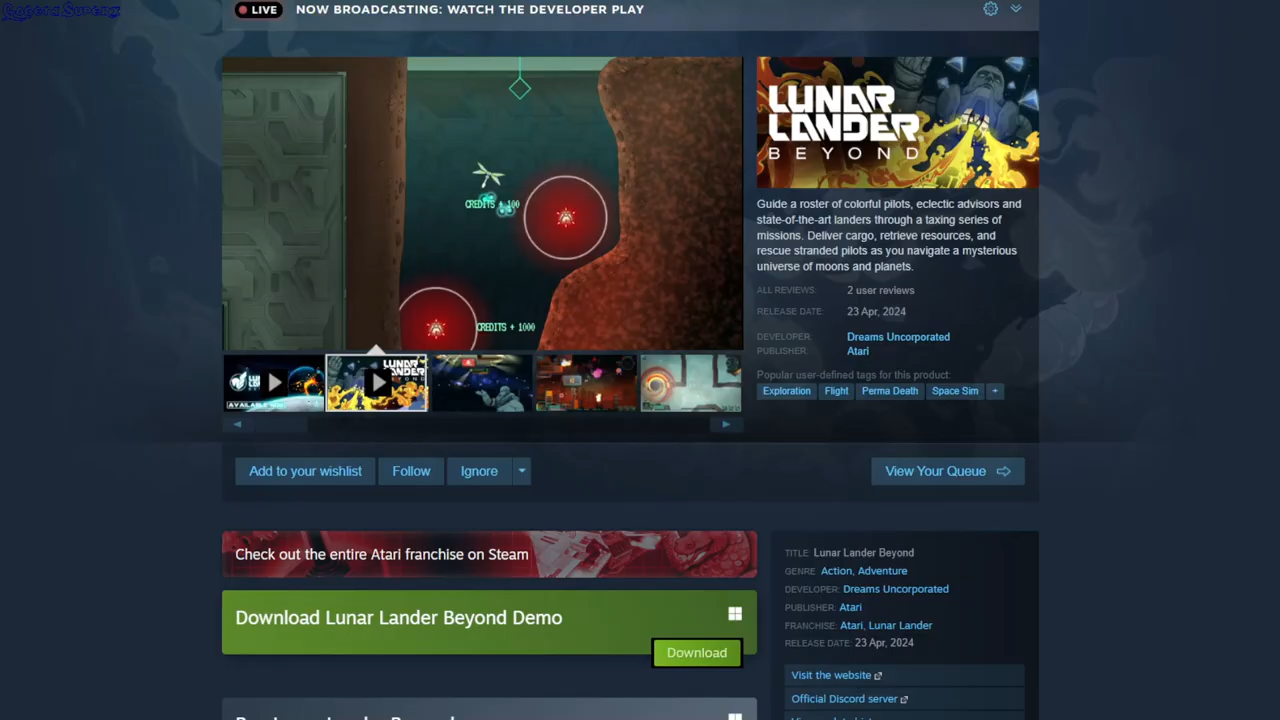 LIVE NOW BROADCASTING: WATCH THE DEVELOPER PLAY
CREDITS + 100
CREDITS + 1000
LUNAR
LANDER
BEYOND
LUNAR
LANDER
BEYOND
Guide a roster of colorful pilots, eclectic advisors and
state-of-the-art landers through a taxing series of
missions. Deliver cargo, retrieve resources, and
rescue stranded pilots as you navigate a mysterious
universe of moons and planets.
ALL REVIEWS: 2 user reviews
RELEASE DATE: 23 Apr, 2024
DEVELOPER: Dreams Uncorporated
PUBLISHER: Atari
Popular user-defined tags for this product:
Exploration Flight Perma Death Space Sim +
Add to your wishlist Follow Ignore View Your Queue
Check out the entire Atari franchise on Steam
Download Lunar Lander Beyond Demo
Download
TITLE: Lunar Lander Beyond
GENRE: Action, Adventure
DEVELOPER: Dreams Uncorporated
PUBLISHER: Atari
FRANCHISE: Atari, Lunar Lander
RELEASE DATE: 23 Apr, 2024
Visit the website
Official Discord server